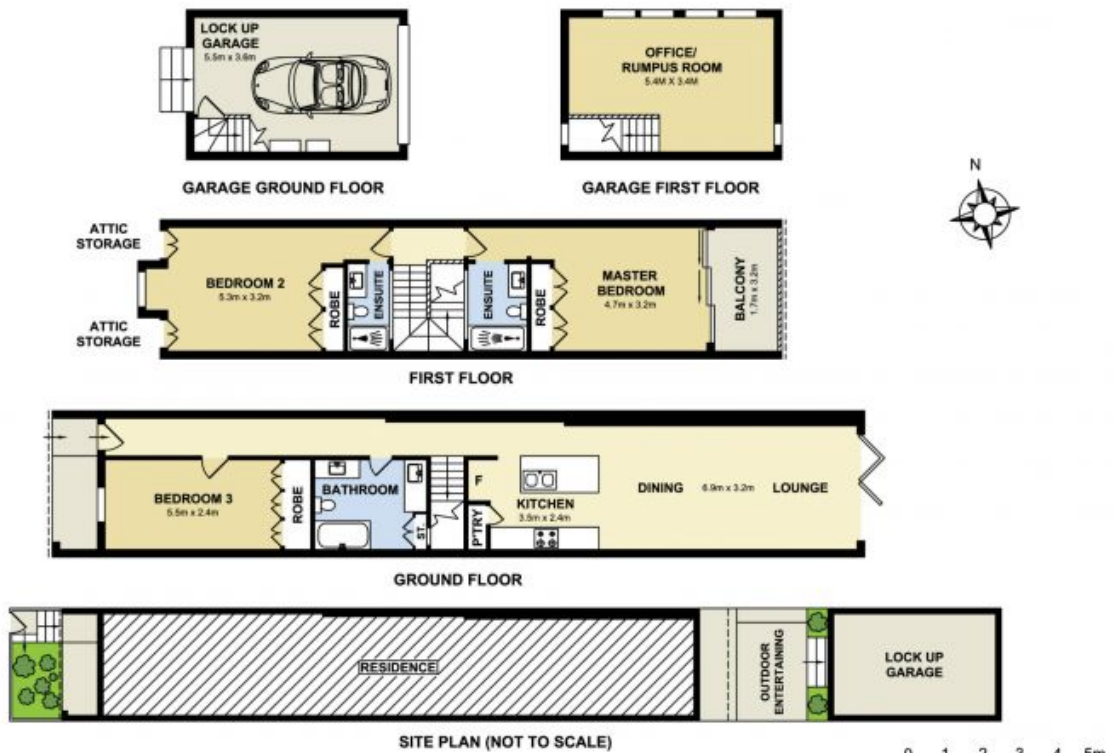 LOCK UP
GARAGE
5.5m x 3.6m
OFFICE/
RUMPUS ROOM
5.4M X 3.4M
GARAGE GROUND FLOOR
GARAGE FIRST FLOOR
N
ATTIC
STORAGE
ATTIC
STORAGE
BEDROOM 2
5.3m x 3.2m
ROBE
ENSUITE
ENSUITE
ROBE
MASTER
BEDROOM
4.7m x 3.2m
BALCONY
1.7m x 3.2m
FIRST FLOOR
BEDROOM 3
5.5m x 2.4m
ROBE
BATHROOM
ST.
F
P'TRY
KITCHEN
3.5m x 2.4m
DINING 6.9m x 3.2m LOUNGE
GROUND FLOOR
RESIDENCE
OUTDOOR
ENTERTAINING
LOCK UP
GARAGE
SITE PLAN (NOT TO SCALE)
0 1 2 3 4 5m